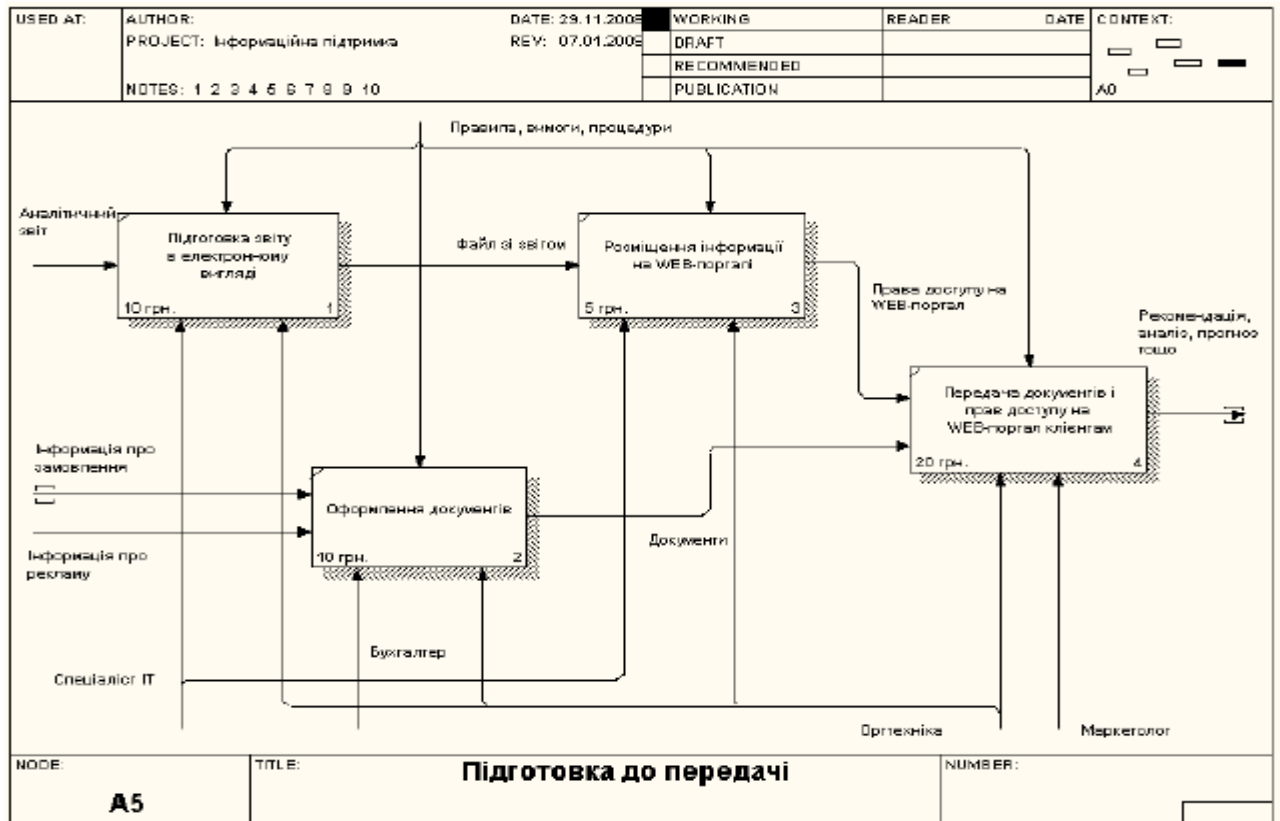 USED AT:
AUTHOR:
DATE: 29.11.2008
PROJECT: Інформаційна підтримка
REV: 07.01.2009
NOTES: 1 2 3 4 5 6 7 8 9 10
WORKING
DRAFT
RECOMMENDED
PUBLICATION
READER
DATE
CONTEXT:
A0
Правила, вимоги, процедури
Аналітичний
звіт
Підготовка звіту
в електронному
вигляді
10 грн.
1
Файл зі звітом
Розміщення інформації
на WEB-порталі
5 грн.
3
Права доступу на
WEB-портал
Рекомендація,
аналіз, прогноз
тощо
Передача документів і
прав доступу на
WEB-портал клієнтам
20 грн.
4
Інформація про
замовлення
Оформлення документів
10 грн.
2
Інформація про
рекламу
Документи
Бухгалтер
Спеціаліст ІТ
Оргтехніка
Маркетолог
NODE:
A5
TITLE:
Підготовка до передачі
NUMBER: